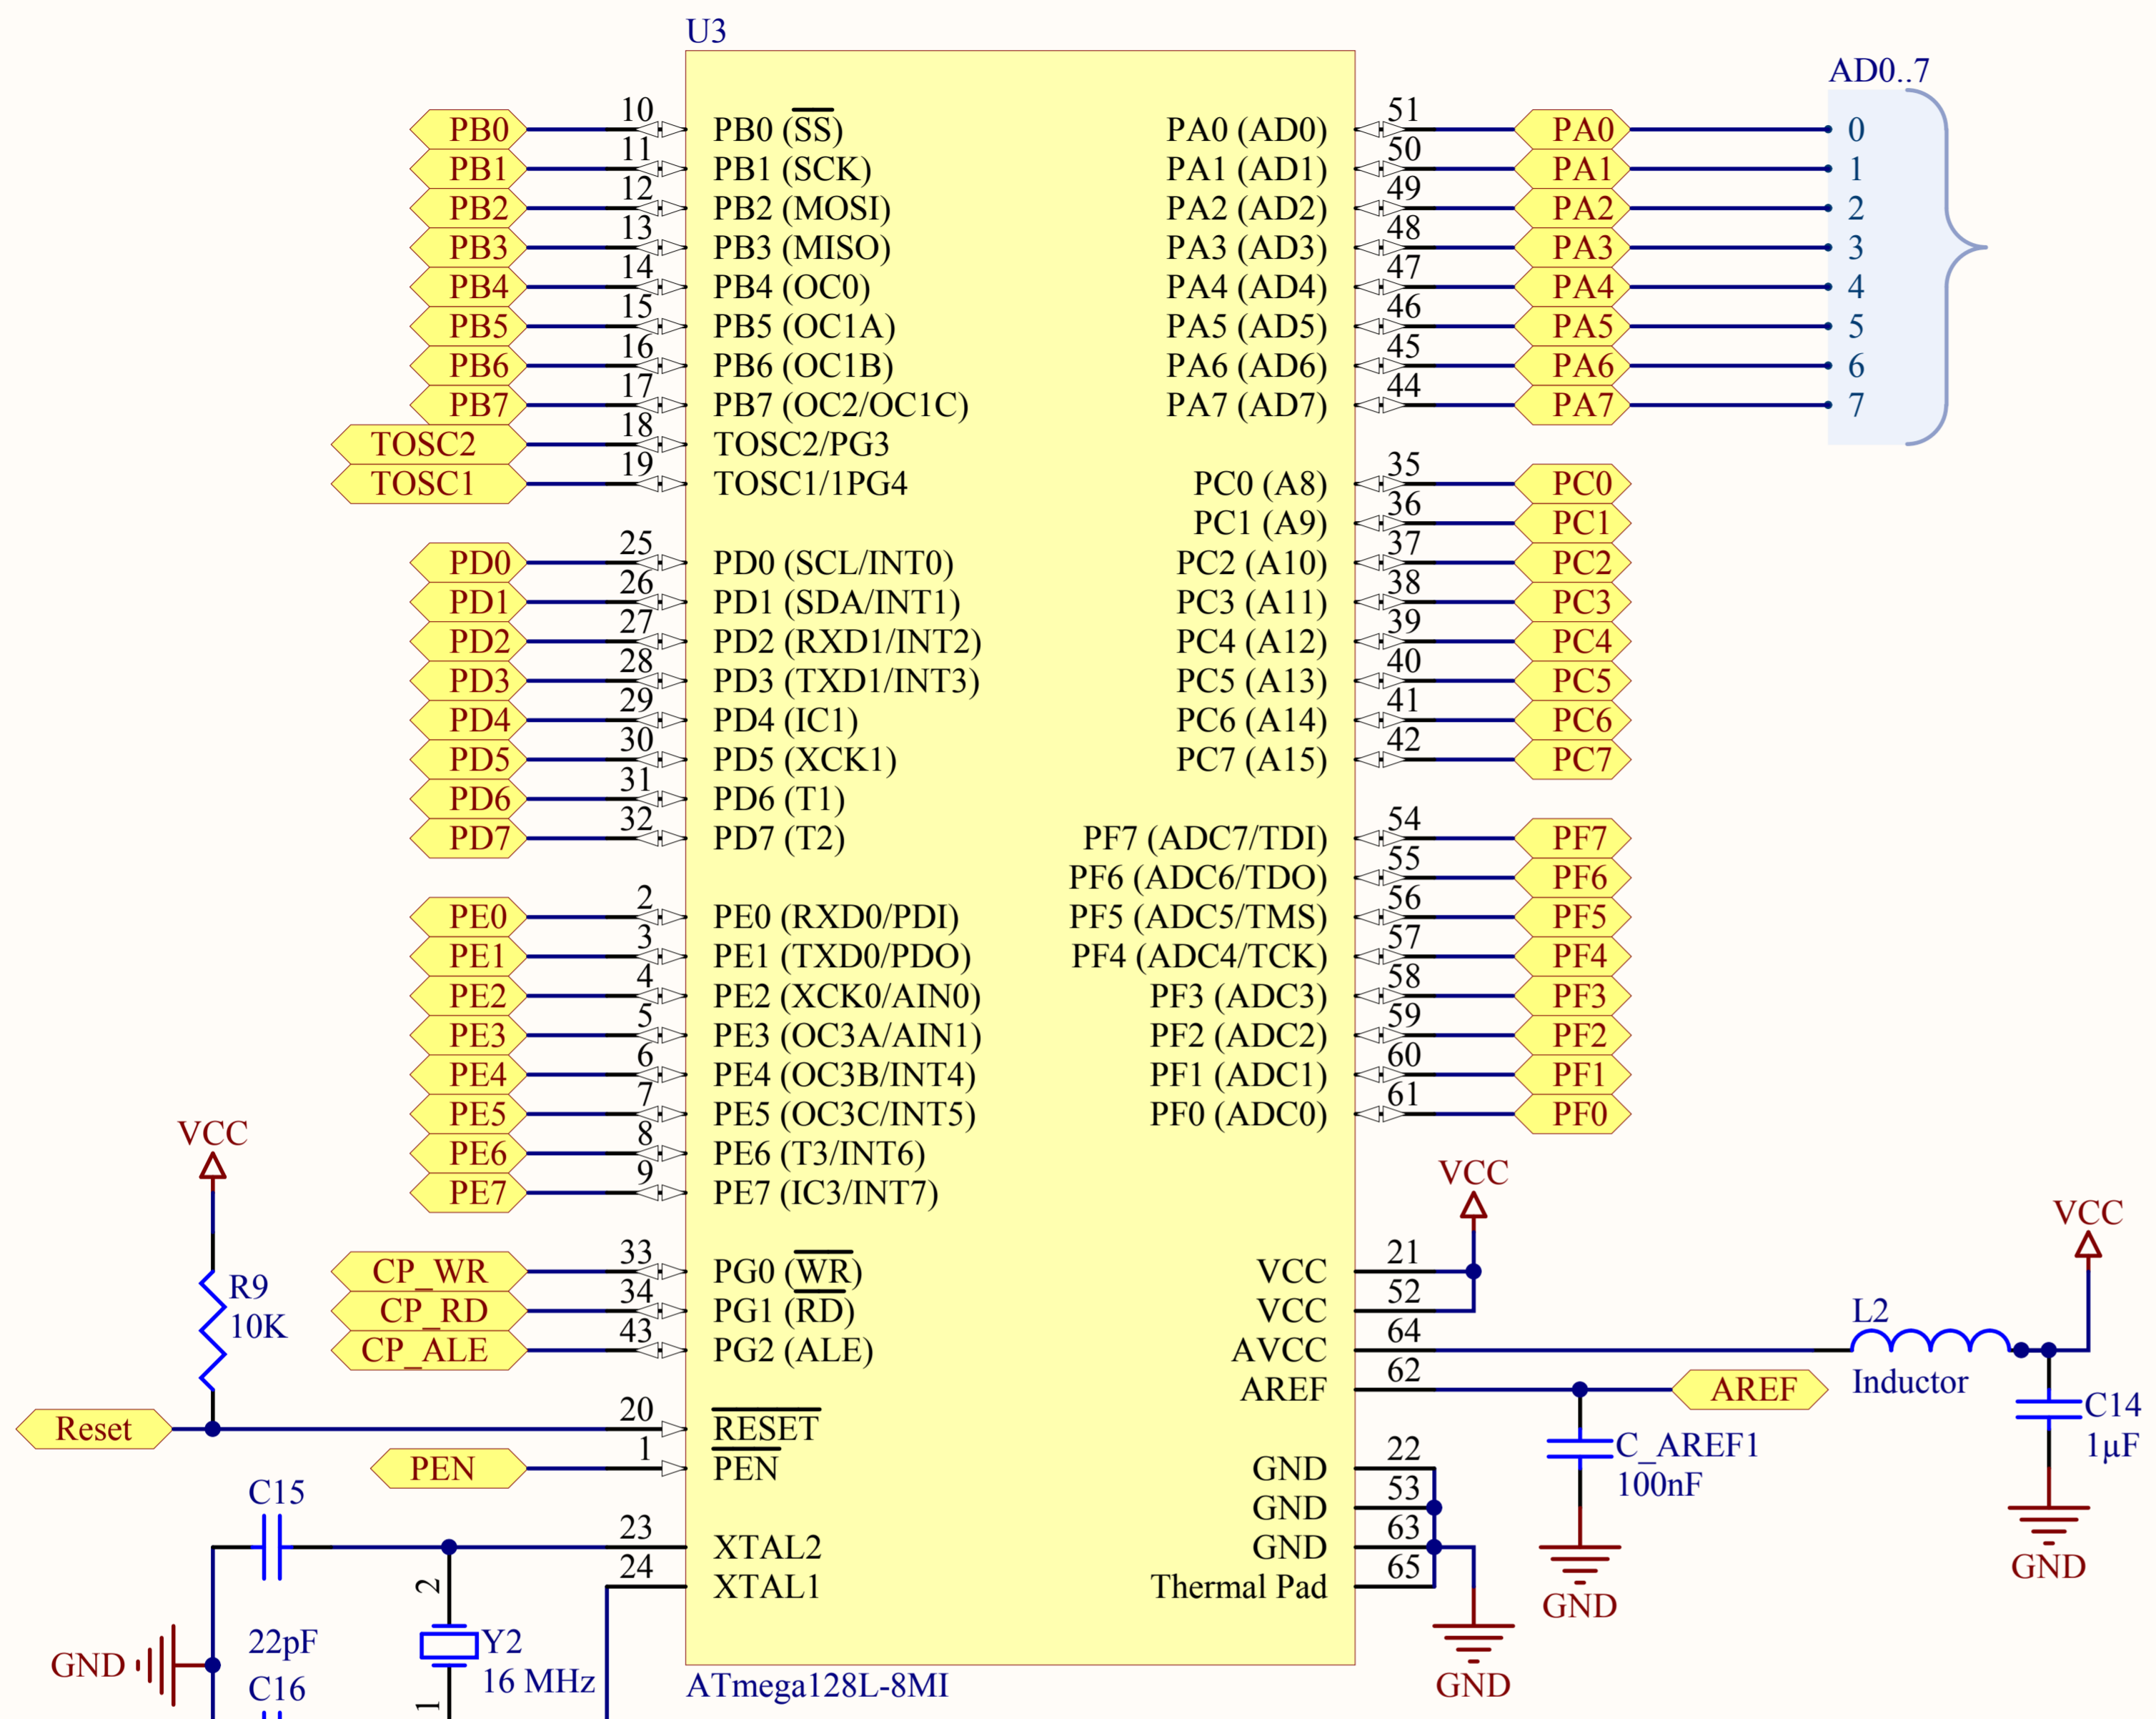 U3
AD0..7
PB0 10 PB0 (SS) PA0 (AD0) 51 PA0 0
PB1 11 PB1 (SCK) PA1 (AD1) 50 PA1 1
PB2 12 PB2 (MOSI) PA2 (AD2) 49 PA2 2
PB3 13 PB3 (MISO) PA3 (AD3) 48 PA3 3
PB4 14 PB4 (OC0) PA4 (AD4) 47 PA4 4
PB5 15 PB5 (OC1A) PA5 (AD5) 46 PA5 5
PB6 16 PB6 (OC1B) PA6 (AD6) 45 PA6 6
PB7 17 PB7 (OC2/OC1C) PA7 (AD7) 44 PA7 7
TOSC2 18 TOSC2/PG3
TOSC1 19 TOSC1/1PG4 PC0 (A8) 35 PC0
PC1 (A9) 36 PC1
PD0 25 PD0 (SCL/INT0) PC2 (A10) 37 PC2
PD1 26 PD1 (SDA/INT1) PC3 (A11) 38 PC3
PD2 27 PD2 (RXD1/INT2) PC4 (A12) 39 PC4
PD3 28 PD3 (TXD1/INT3) PC5 (A13) 40 PC5
PD4 29 PD4 (IC1) PC6 (A14) 41 PC6
PD5 30 PD5 (XCK1) PC7 (A15) 42 PC7
PD6 31 PD6 (T1)
PD7 32 PD7 (T2) PF7 (ADC7/TDI) 54 PF7
PF6 (ADC6/TDO) 55 PF6
PE0 2 PE0 (RXD0/PDI) PF5 (ADC5/TMS) 56 PF5
PE1 3 PE1 (TXD0/PDO) PF4 (ADC4/TCK) 57 PF4
PE2 4 PE2 (XCK0/AIN0) PF3 (ADC3) 58 PF3
PE3 5 PE3 (OC3A/AIN1) PF2 (ADC2) 59 PF2
PE4 6 PE4 (OC3B/INT4) PF1 (ADC1) 60 PF1
PE5 7 PE5 (OC3C/INT5) PF0 (ADC0) 61 PF0
VCC
PE6 8 PE6 (T3/INT6)
PE7 9 PE7 (IC3/INT7)
VCC
VCC
CP_WR 33 PG0 (WR) VCC 21
R9
CP_RD 34 PG1 (RD) VCC 52
L2
10K
CP_ALE 43 PG2 (ALE) AVCC 64
AREF 62 AREF
Inductor
C14
1µF
Reset 20 RESET
C_AREF1
100nF
PEN 1 PEN GND 22
GND 53
C15
23 XTAL2 GND 63
24 XTAL1 Thermal Pad 65
GND
GND
22pF
Y2
16 MHz
2
1
GND
C16
ATmega128L-8MI
GND